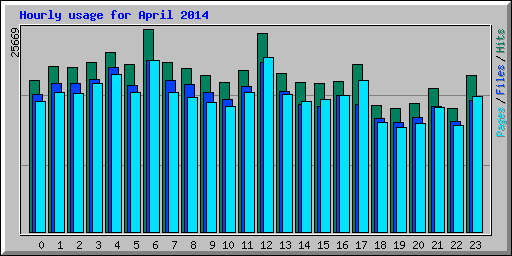 Hourly usage for April 2014
25669
Pages / Files / Hits
0 1 2 3 4 5 6 7 8 9 10 11 12 13 14 15 16 17 18 19 20 21 22 23